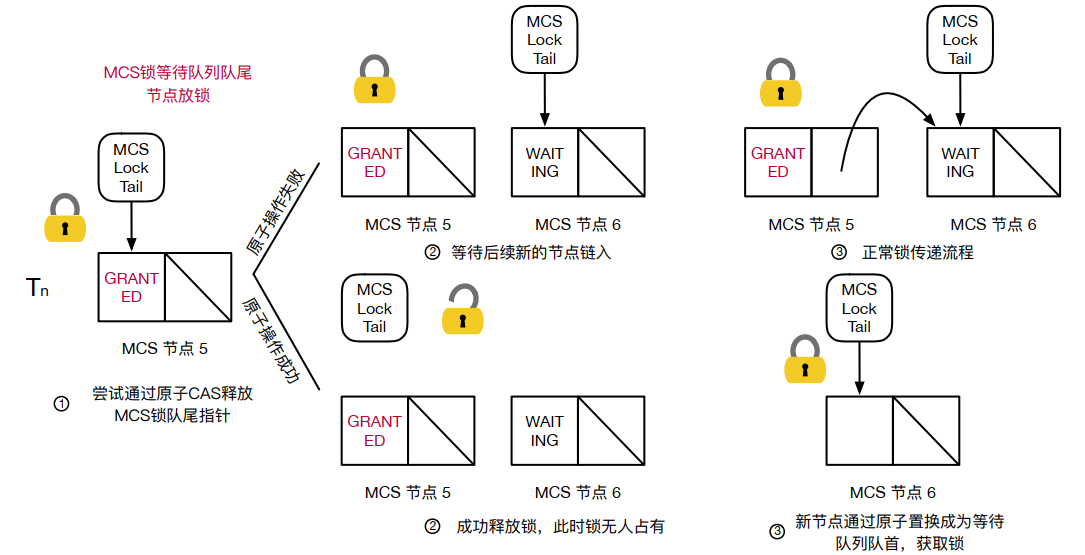 MCS锁等待队列队尾
节点放锁
MCS
Lock
Tail
Tn
GRANT
ED
MCS 节点 5
① 尝试通过原子CAS释放
MCS锁队尾指针
原子操作失败
原子操作成功
MCS
Lock
Tail
GRANT
ED
WAIT
ING
MCS 节点 5
MCS 节点 6
② 等待后续新的节点链入
MCS
Lock
Tail
GRANT
ED
WAIT
ING
MCS 节点 5
MCS 节点 6
③ 正常锁传递流程
MCS
Lock
Tail
GRANT
ED
WAIT
ING
MCS 节点 5
MCS 节点 6
② 成功释放锁，此时锁无人占有
MCS
Lock
Tail
MCS 节点 6
③ 新节点通过原子置换成为等待
队列队首，获取锁